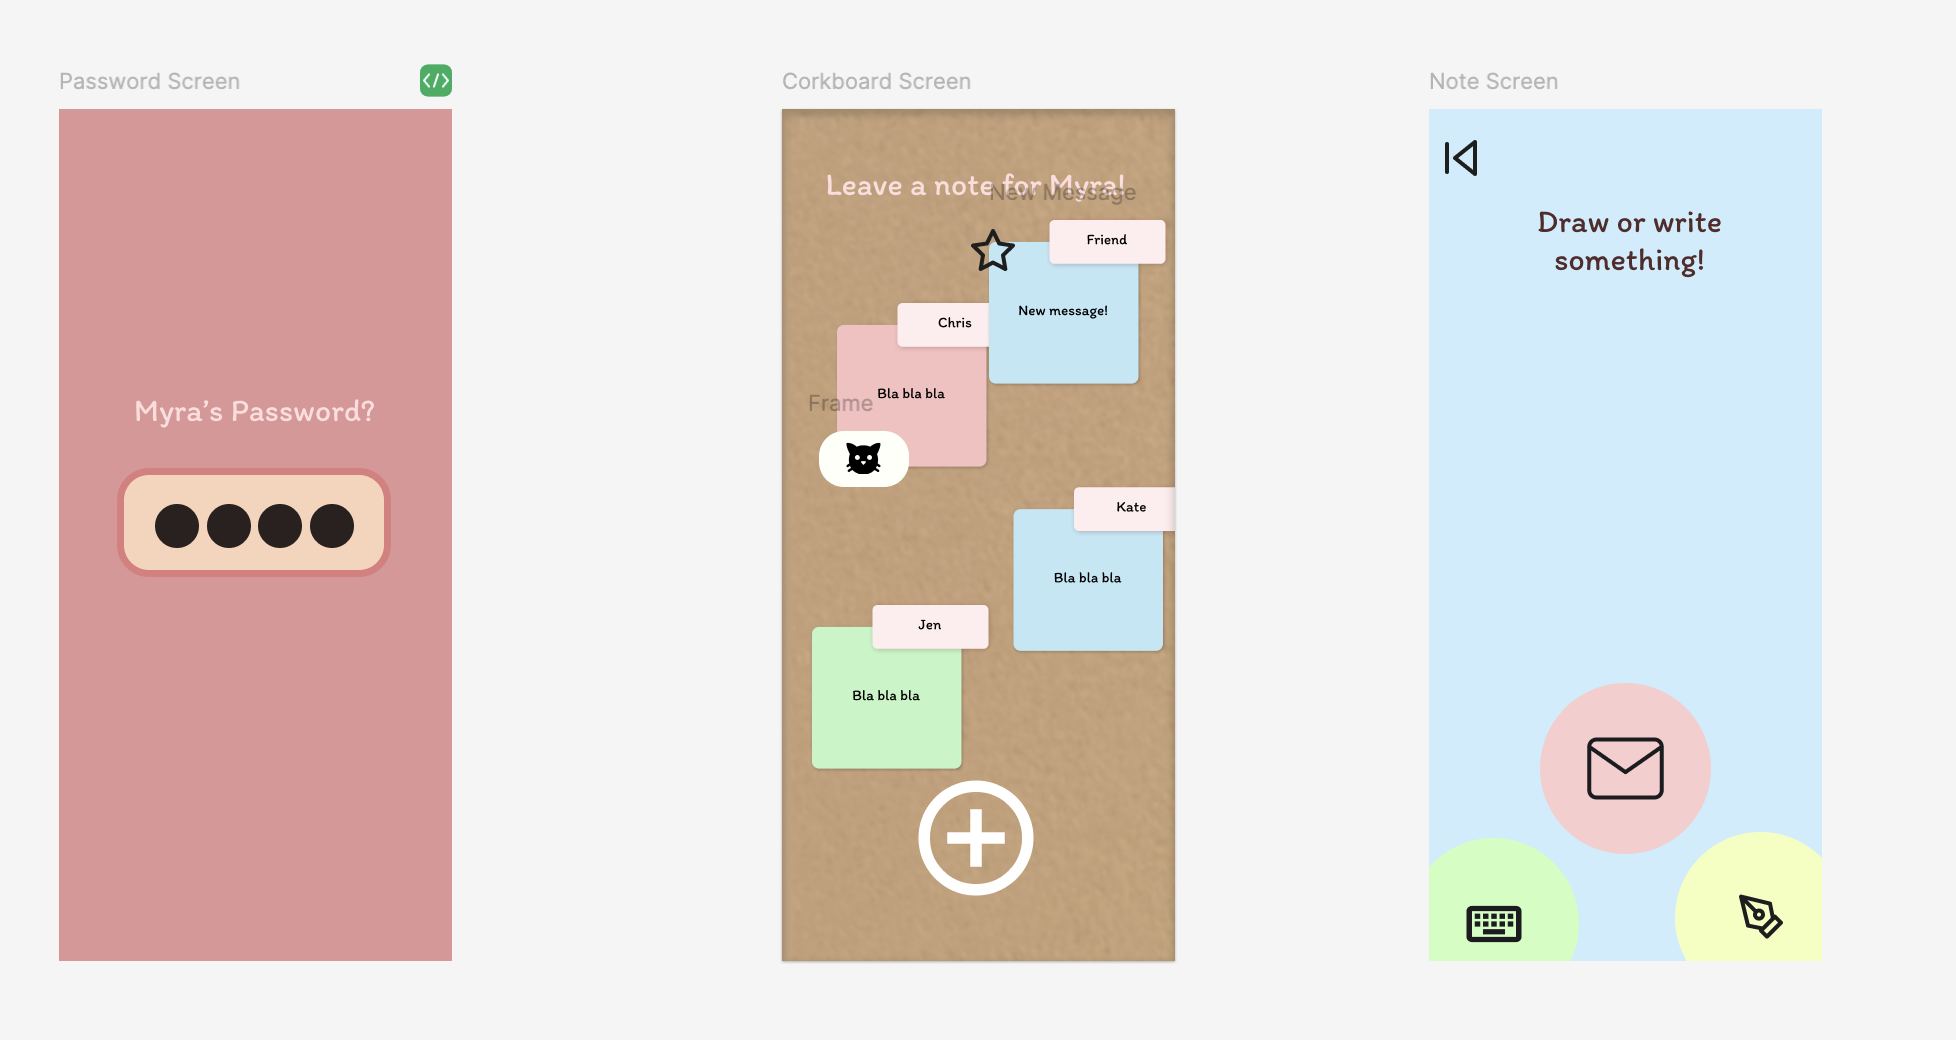 Password Screen
</>
Myra's Password?
Corkboard Screen
Leave a note for Myra!
New Message
Friend
New message!
Chris
Bla bla bla
Frame
Kate
Bla bla bla
Jen
Bla bla bla
Note Screen
Draw or write
something!